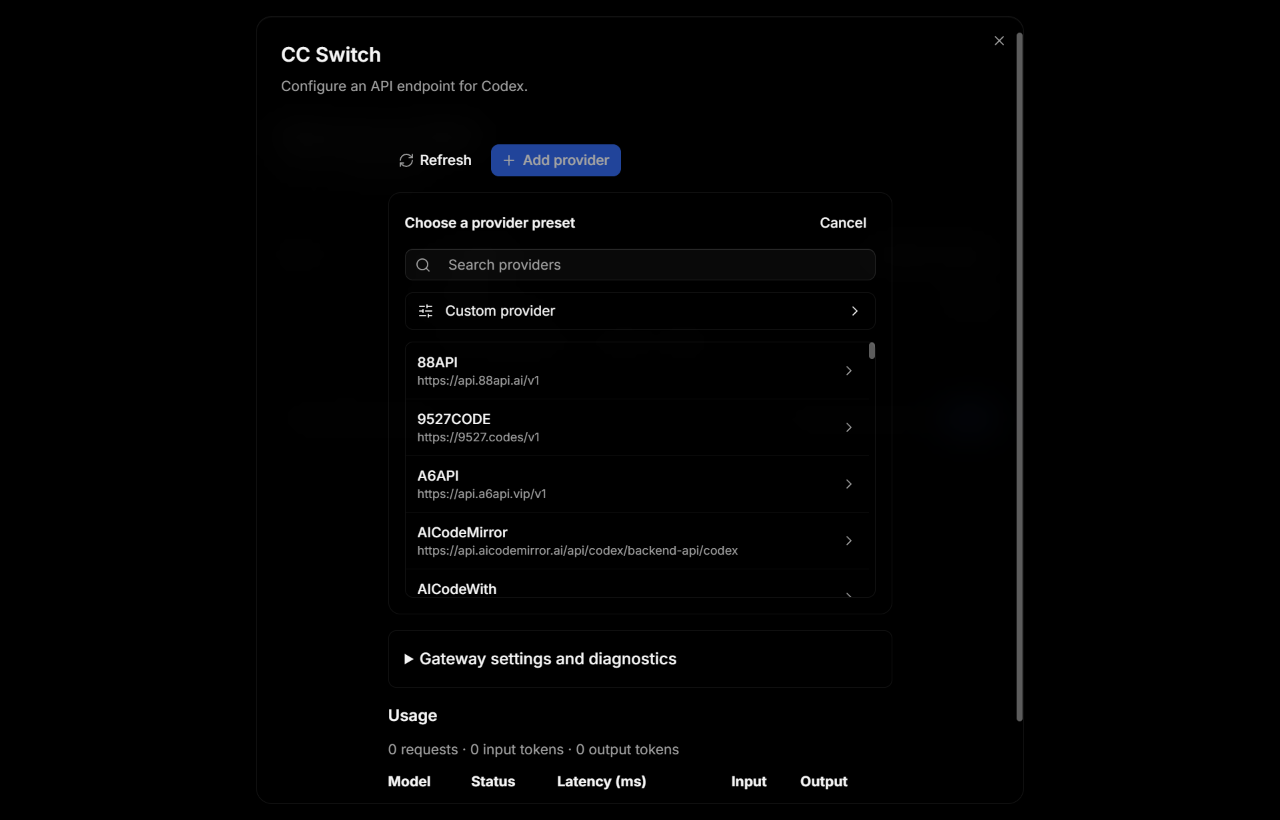 CC Switch
Configure an API endpoint for Codex.
Refresh
Add provider
Choose a provider preset
Cancel
Search providers
Custom provider
88API
https://api.88api.ai/v1
9527CODE
https://9527.codes/v1
A6API
https://api.a6api.vip/v1
AICodeMirror
https://api.aicodemirror.ai/api/codex/backend-api/codex
AICodeWith
Gateway settings and diagnostics
Usage
0 requests · 0 input tokens · 0 output tokens
Model Status Latency (ms) Input Output